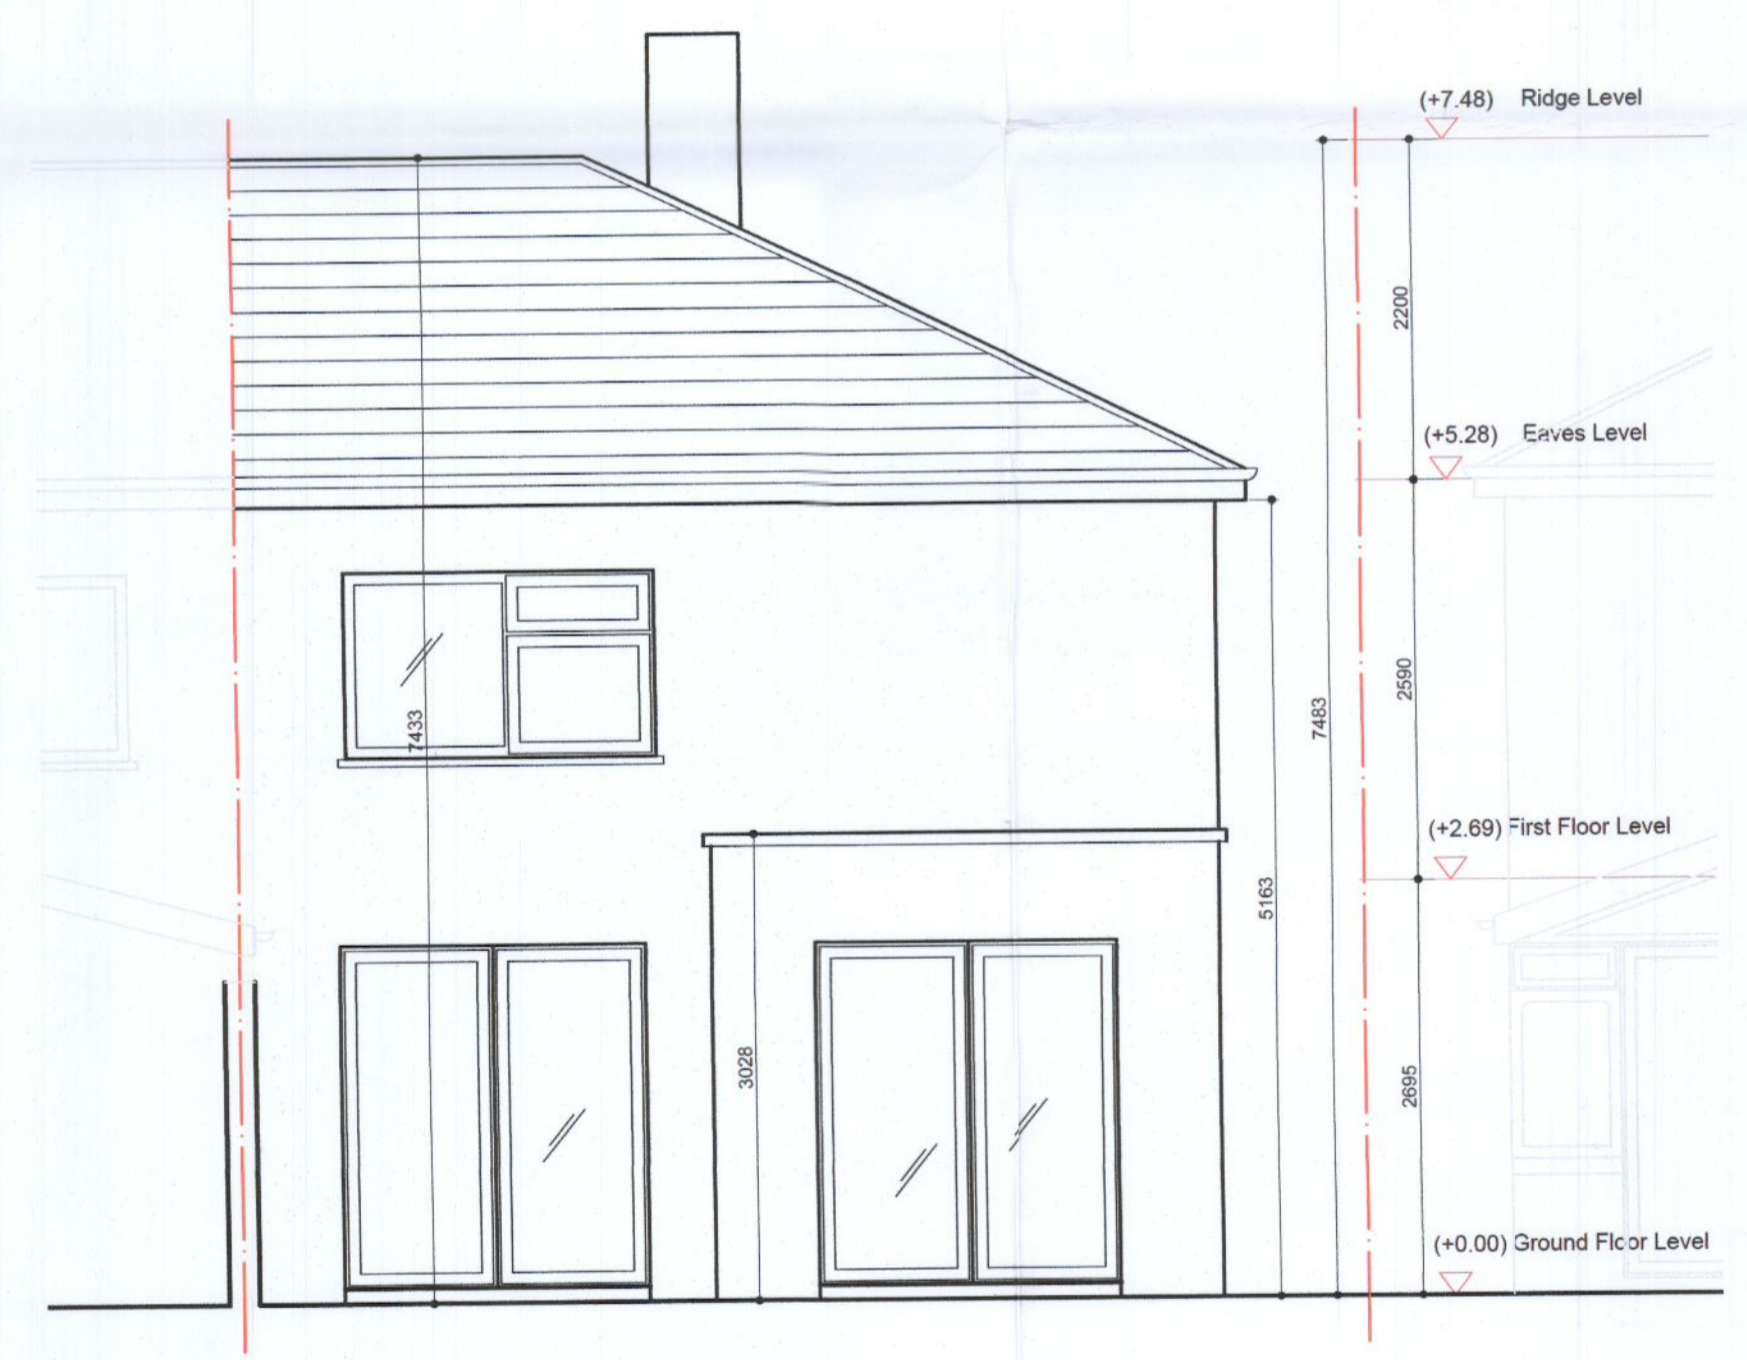 (+7.48) Ridge Level
2200
(+5.28) Eaves Level
2590
7483
7433
(+2.69) First Floor Level
5163
3028
2695
(+0.00) Ground Floor Level